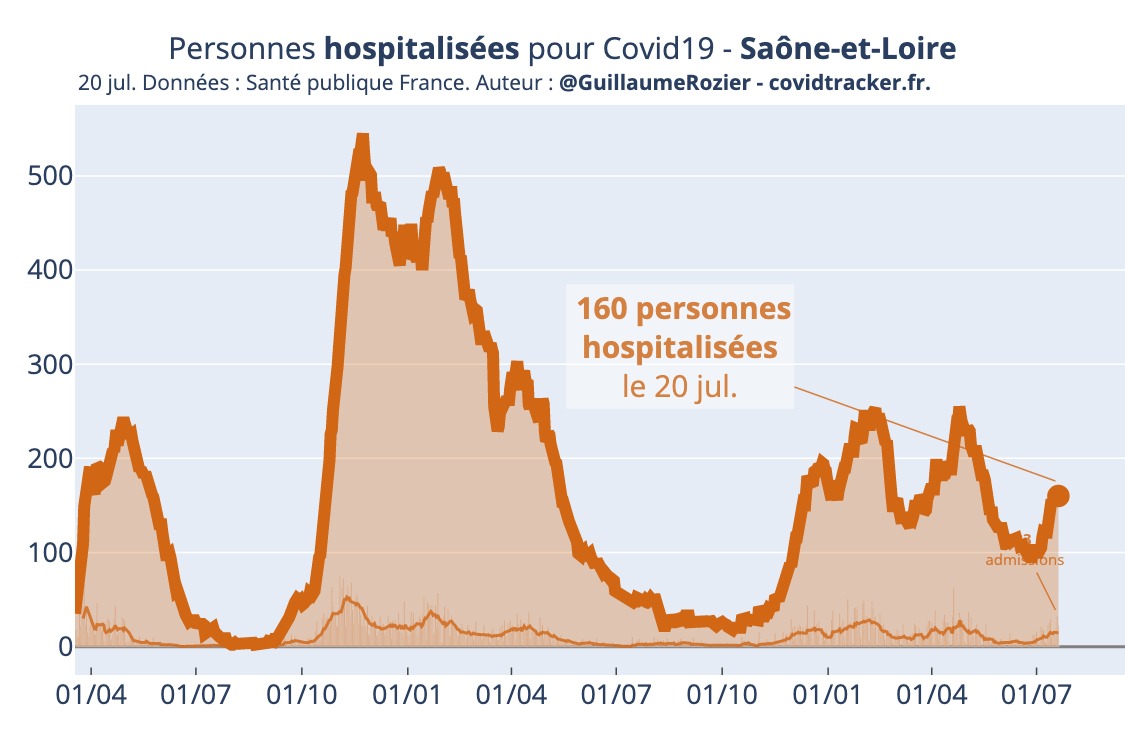 Personnes hospitalisées pour Covid19 - Saône-et-Loire
20 jul. Données : Santé publique France. Auteur : @GuillaumeRozier - covidtracker.fr.
500
400
300
200
100
0
160 personnes
hospitalisées
le 20 jul.
admissions
01/04 01/07 01/10 01/01 01/04 01/07 01/10 01/01 01/04 01/07